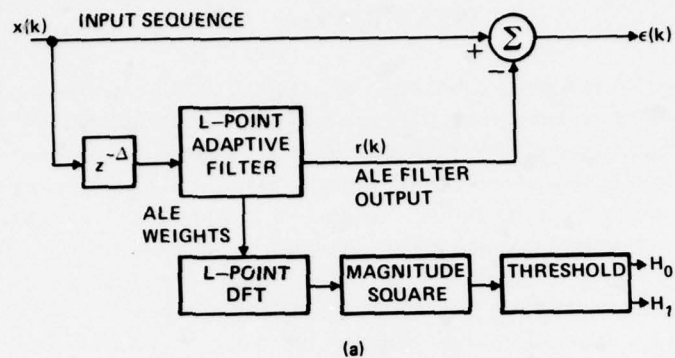 x(k)
INPUT SEQUENCE
+
Σ
ϵ(k)
−
z^-Δ
L-POINT
ADAPTIVE
FILTER
r(k)
ALE FILTER
OUTPUT
ALE
WEIGHTS
L-POINT
DFT
MAGNITUDE
SQUARE
THRESHOLD
H₀
H₁
(a)